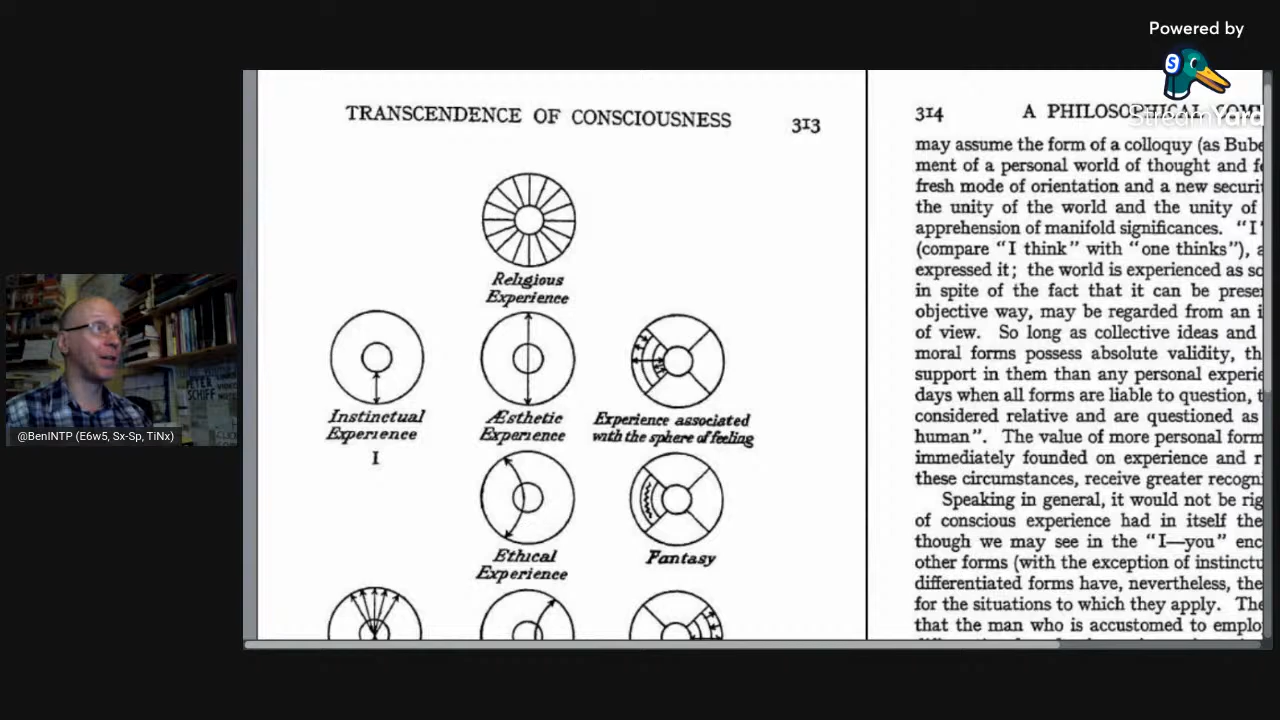 Powered by
StreamYard
TRANSCENDENCE OF CONSCIOUSNESS 313
Religious
Experience
Instinctual
Experience
I
Æsthetic
Experience
Experience associated
with the sphere of feeling
Ethical
Experience
Fantasy
314 A PHILOSOPHICAL COM
may assume the form of a colloquy (as Bube
ment of a personal world of thought and fe
fresh mode of orientation and a new securi
the unity of the world and the unity of
apprehension of manifold significances. "I"
(compare "I think" with "one thinks"), a
expressed it; the world is experienced as so
in spite of the fact that it can be prese
objective way, may be regarded from an i
of view. So long as collective ideas and
moral forms possess absolute validity, th
support in them than any personal experie
days when all forms are liable to question, t
considered relative and are questioned as
human". The value of more personal form
immediately founded on experience and r
these circumstances, receive greater recogni
Speaking in general, it would not be rig
of conscious experience had in itself the
though we may see in the "I—you" enc
other forms (with the exception of instinctu
differentiated forms have, nevertheless, the
for the situations to which they apply. The
that the man who is accustomed to emplo
PETER
SCHIFF
@BenINTP (E6w5, Sx-Sp, TiNx)